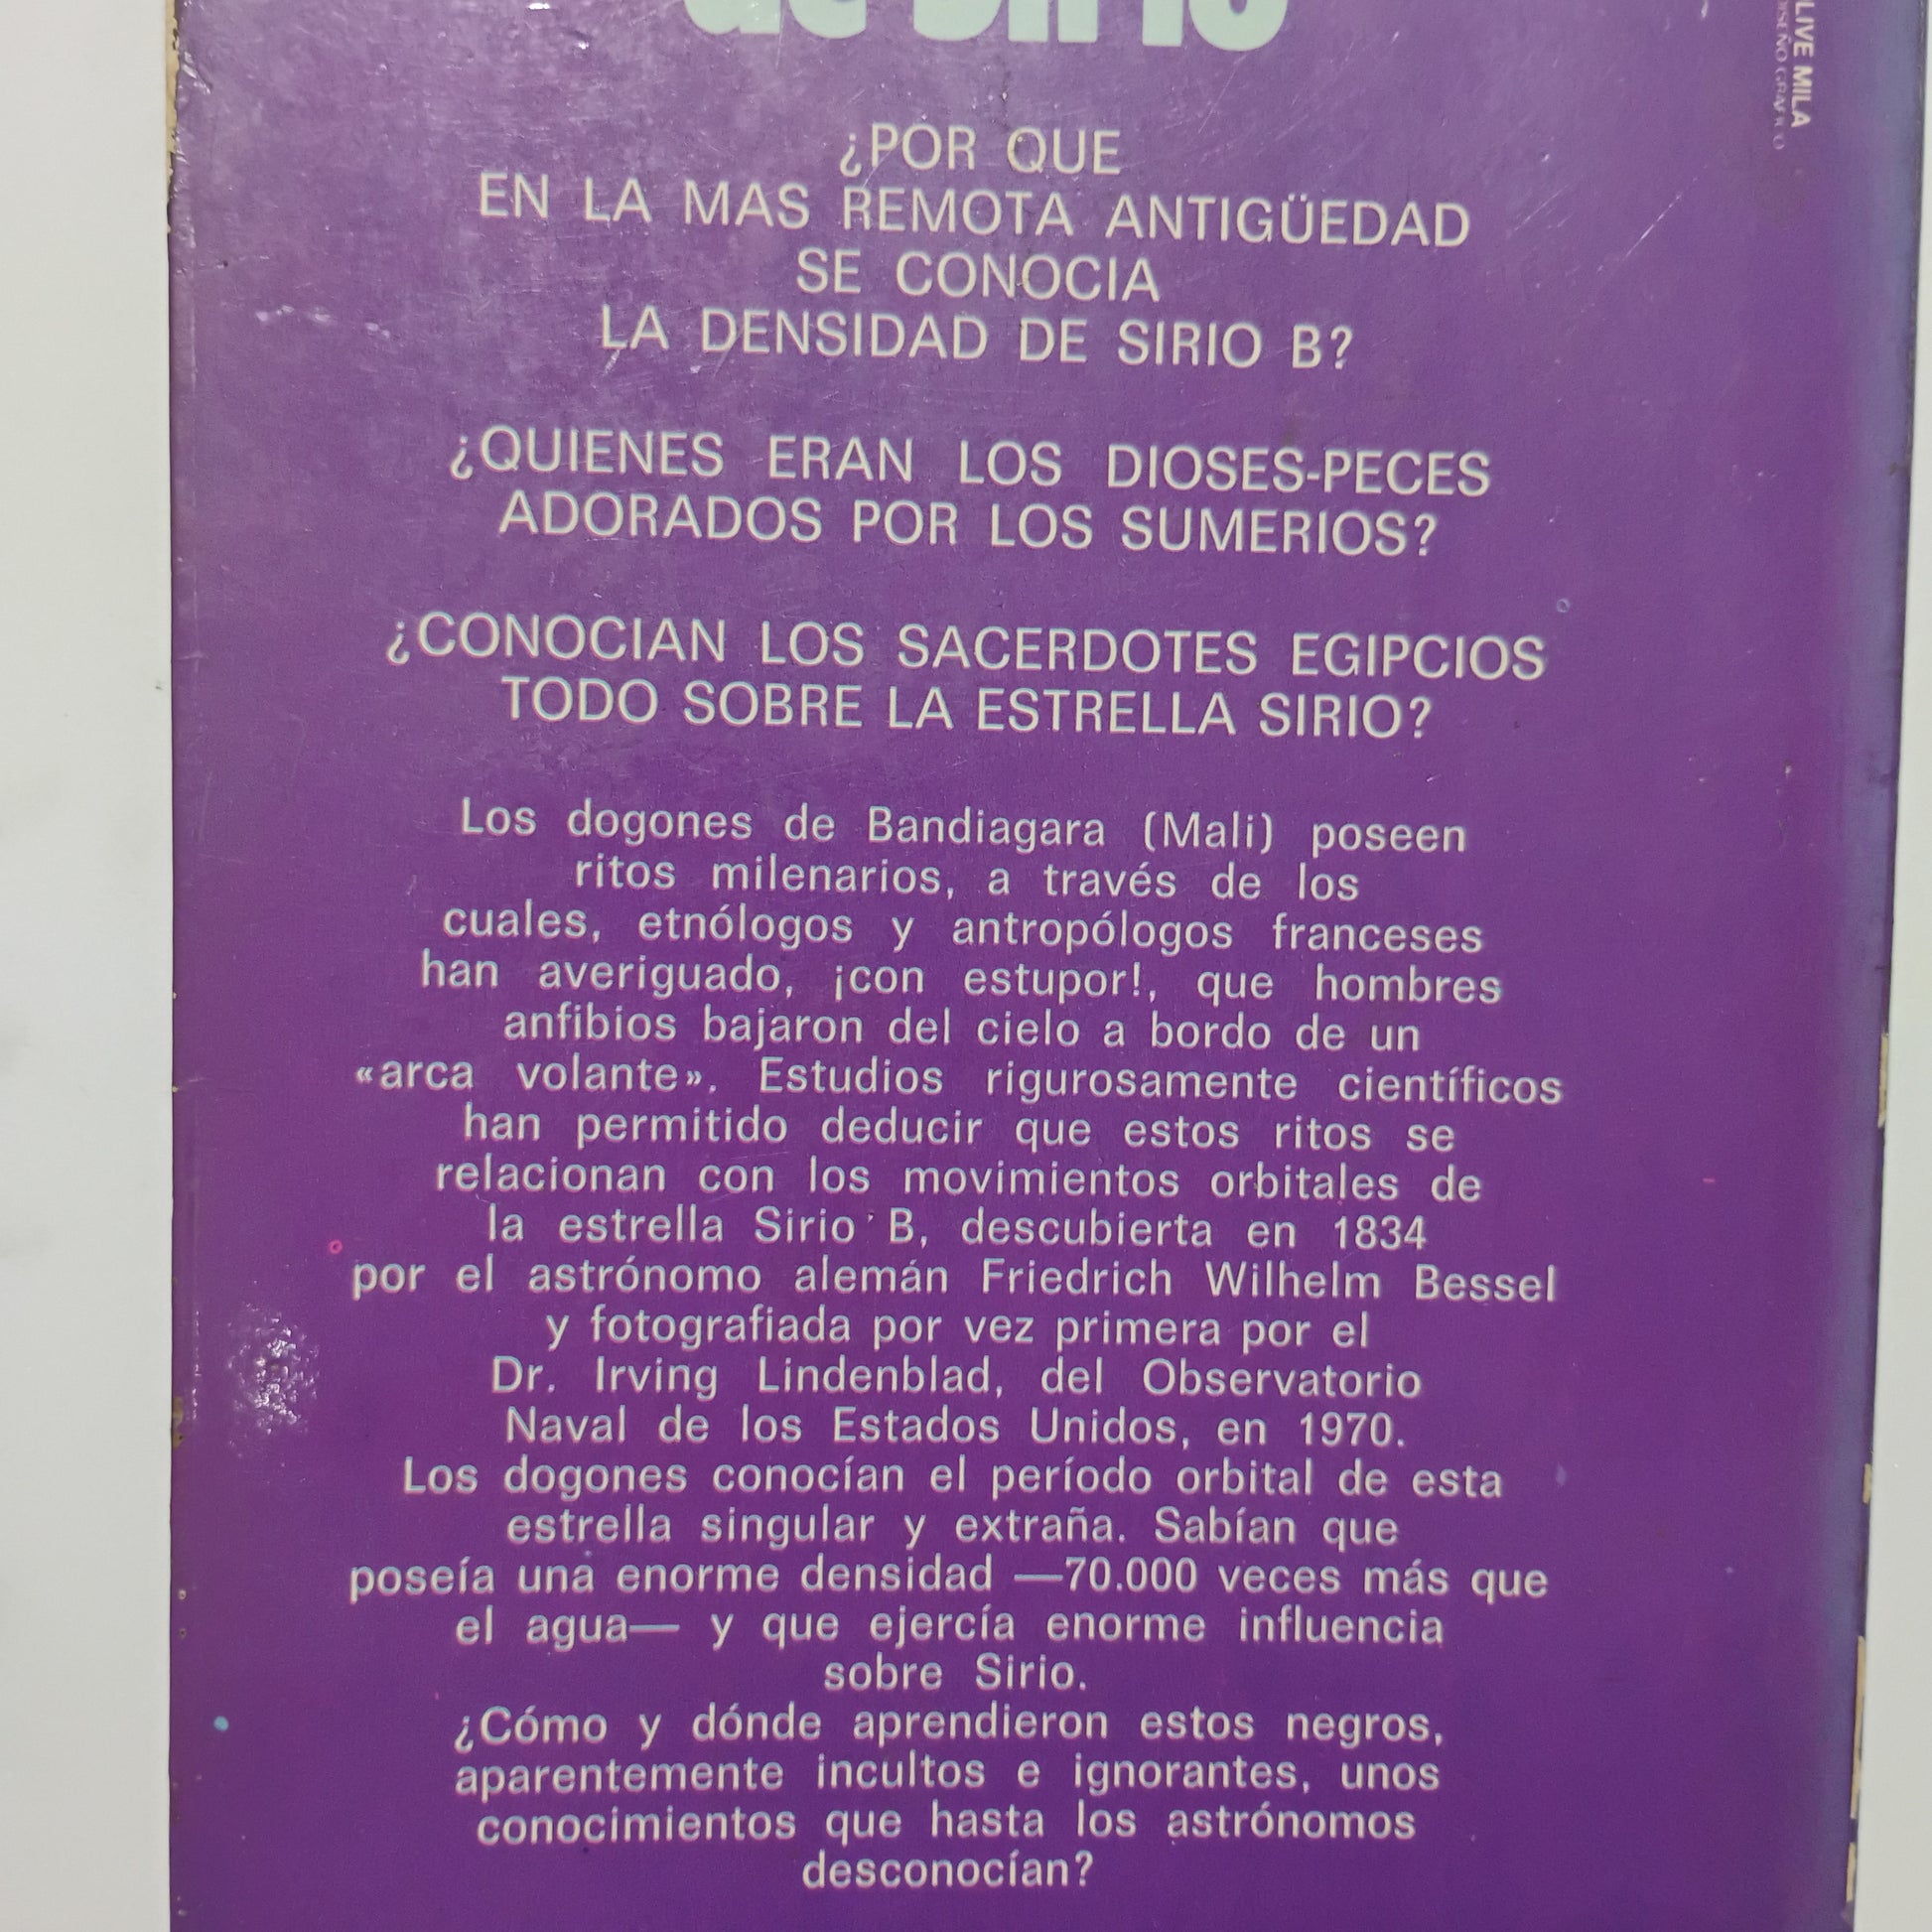 de Sirio
¿POR QUE
EN LA MAS REMOTA ANTIGÜEDAD
SE CONOCIA
LA DENSIDAD DE SIRIO B?
¿QUIENES ERAN LOS DIOSES-PECES
ADORADOS POR LOS SUMERIOS?
¿CONOCIAN LOS SACERDOTES EGIPCIOS
TODO SOBRE LA ESTRELLA SIRIO?
Los dogones de Bandiagara (Mali) poseen
ritos milenarios, a través de los
cuales, etnólogos y antropólogos franceses
han averiguado, ¡con estupor!, que hombres
anfibios bajaron del cielo a bordo de un
«arca volante». Estudios rigurosamente científicos
han permitido deducir que estos ritos se
relacionan con los movimientos orbitales de
la estrella Sirio B, descubierta en 1834
por el astrónomo alemán Friedrich Wilhelm Bessel
y fotografiada por vez primera por el
Dr. Irving Lindenblad, del Observatorio
Naval de los Estados Unidos, en 1970.
Los dogones conocían el período orbital de esta
estrella singular y extraña. Sabían que
poseía una enorme densidad —70.000 veces más que
el agua— y que ejercía enorme influencia
sobre Sirio.
¿Cómo y dónde aprendieron estos negros,
aparentemente incultos e ignorantes, unos
conocimientos que hasta los astrónomos
desconocían?
MILA
GRAFICO